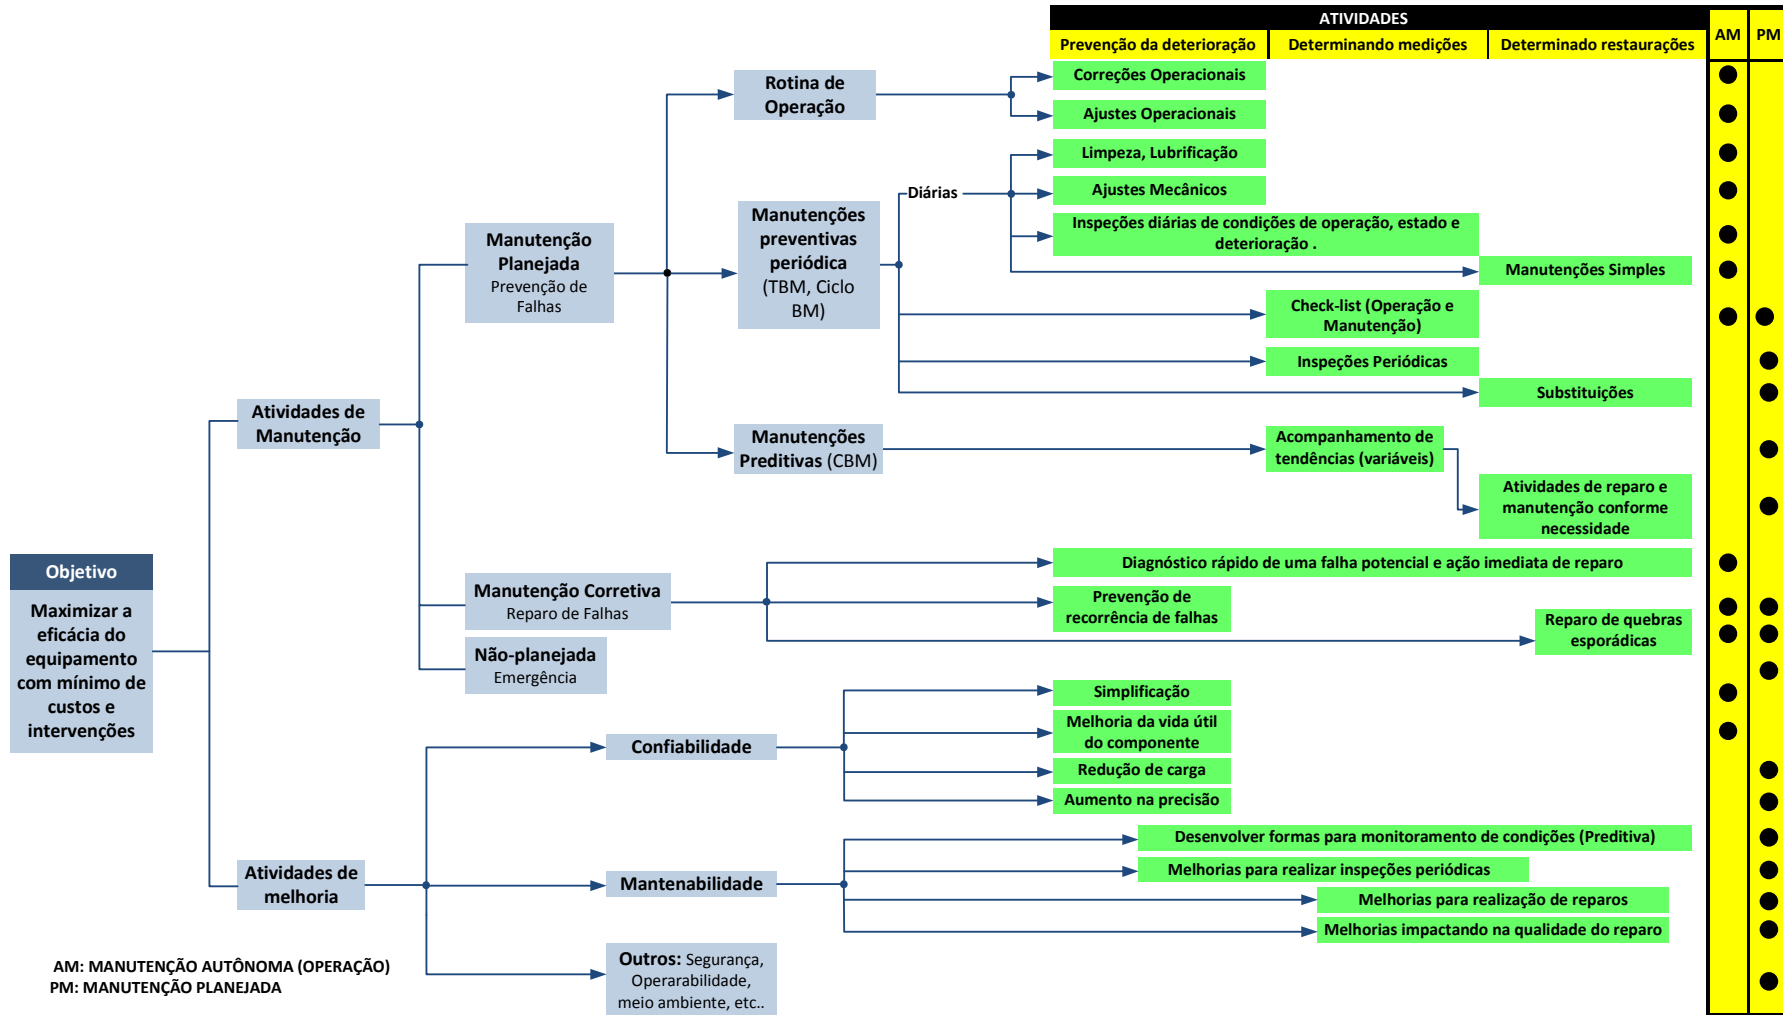 ATIVIDADES
AM
PM
Prevenção da deterioração
Determinando medições
Determinado restaurações
Correções Operacionais
Rotina de
Operação
Ajustes Operacionais
Limpeza, Lubrificação
Diárias
Ajustes Mecânicos
Manutenções
preventivas
periódica
(TBM, Ciclo
BM)
Inspeções diárias de condições de operação, estado e
deterioração .
Manutenção
Planejada
Prevenção de
Falhas
Manutenções Simples
Check-list (Operação e
Manutenção)
Inspeções Periódicas
Substituições
Atividades de
Manutenção
Manutenções
Preditivas (CBM)
Acompanhamento de
tendências (variáveis)
Atividades de reparo e
manutenção conforme
necessidade
Objetivo
Maximizar a
eficácia do
equipamento
com mínimo de
custos e
intervenções
Diagnóstico rápido de uma falha potencial e ação imediata de reparo
Manutenção Corretiva
Reparo de Falhas
Prevenção de
recorrência de falhas
Reparo de quebras
esporádicas
Não-planejada
Emergência
Simplificação
Melhoria da vida útil
do componente
Confiabilidade
Redução de carga
Aumento na precisão
Desenvolver formas para monitoramento de condições (Preditiva)
Atividades de
melhoria
Mantenabilidade
Melhorias para realizar inspeções periódicas
Melhorias para realização de reparos
Melhorias impactando na qualidade do reparo
Outros: Segurança,
Operarabilidade,
meio ambiente, etc..
AM: MANUTENÇÃO AUTÔNOMA (OPERAÇÃO)
PM: MANUTENÇÃO PLANEJADA